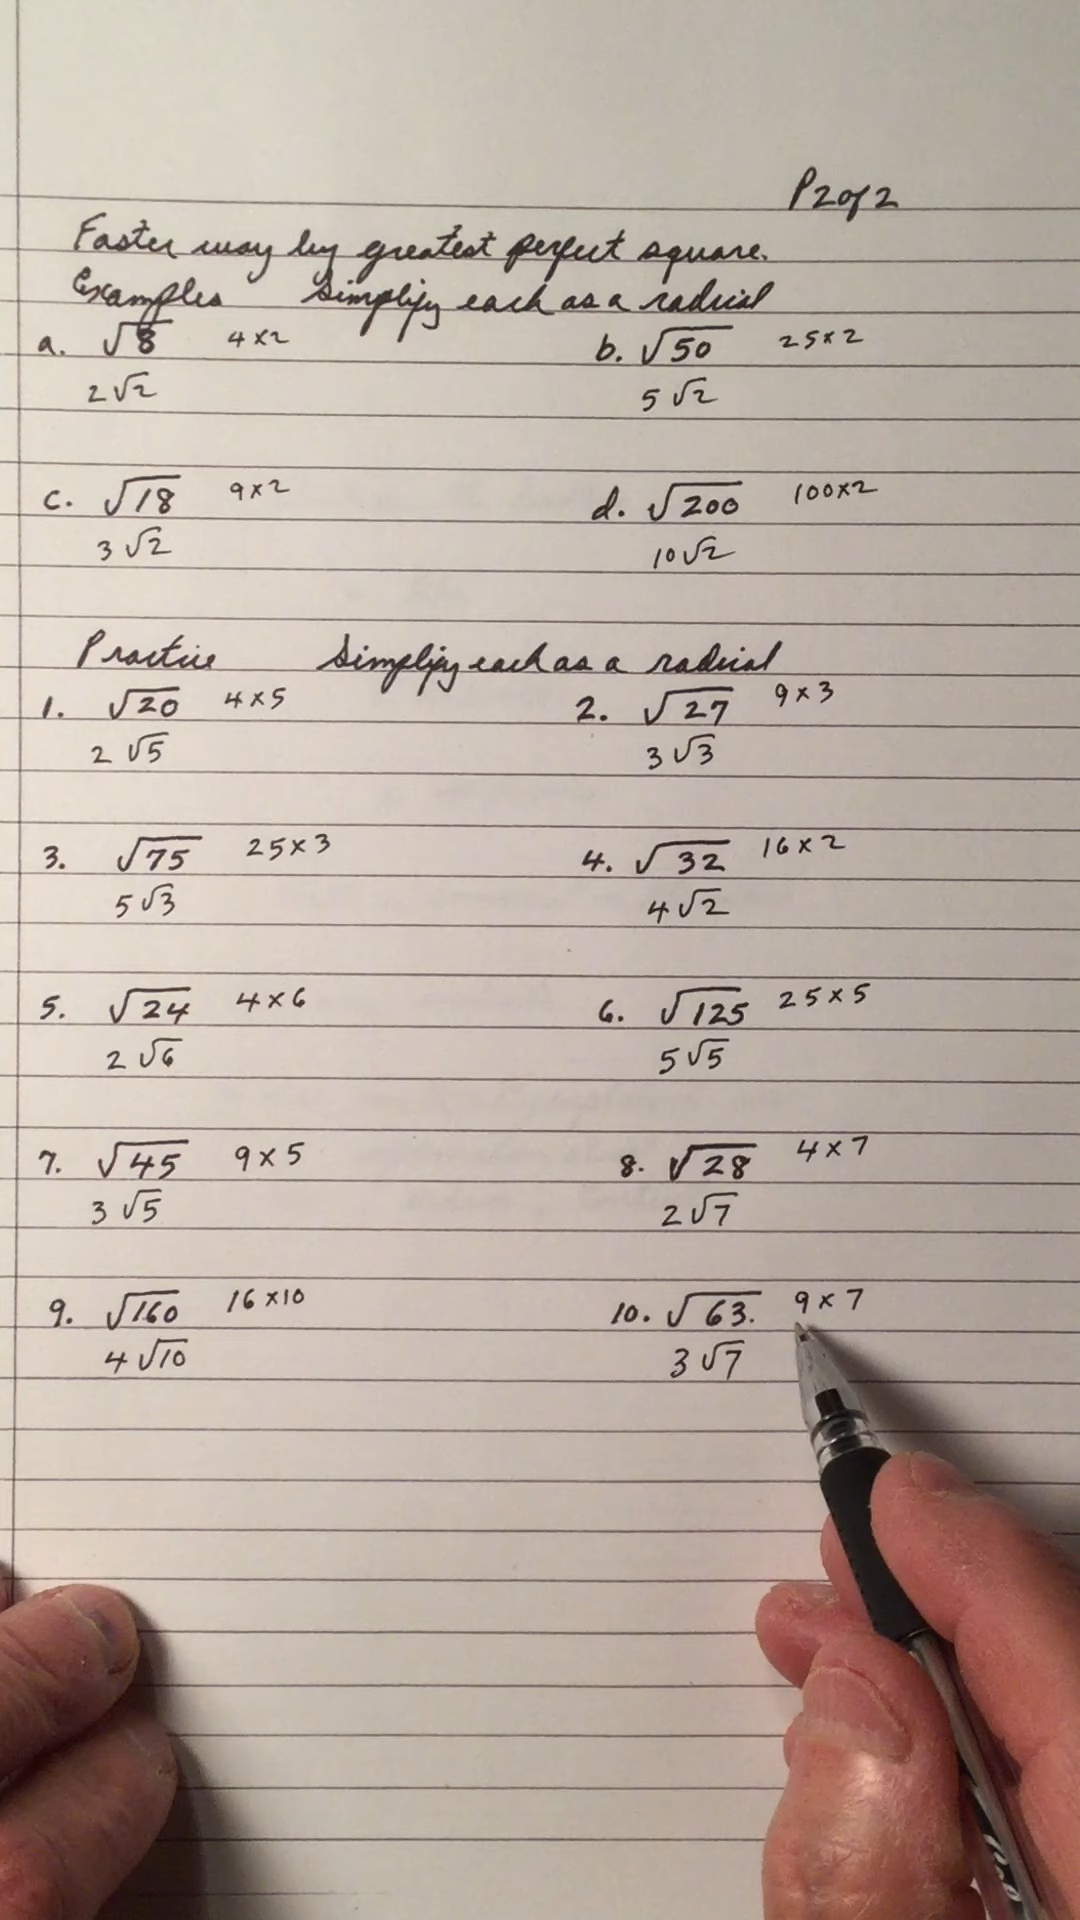 P2of2
Faster way by greatest perfect square.
Examples Simplify each as a radical
a. √8 4×2 b. √50 25×2
2√2 5√2
c. √18 9×2 d. √200 100×2
3√2 10√2
Practice Simplify each as a radical
1. √20 4×5 2. √27 9×3
2√5 3√3
3. √75 25×3 4. √32 16×2
5√3 4√2
5. √24 4×6 6. √125 25×5
2√6 5√5
7. √45 9×5 8. √28 4×7
3√5 2√7
9. √160 16×10 10. √63. 9×7
4√10 3√7